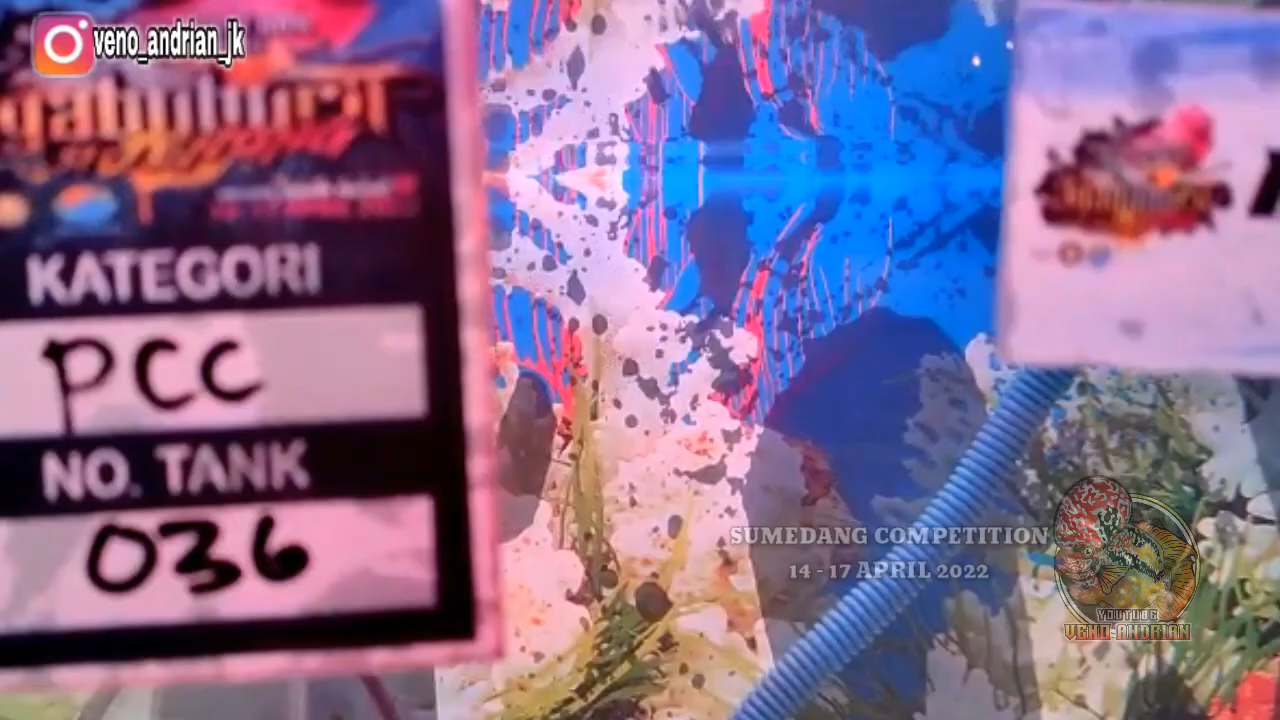 veno_andrian_jk
KATEGORI
PCC
NO. TANK
036
SUMEDANG COMPETITION
14 - 17 APRIL 2022
YOUTUBE
VENO ANDRIAN